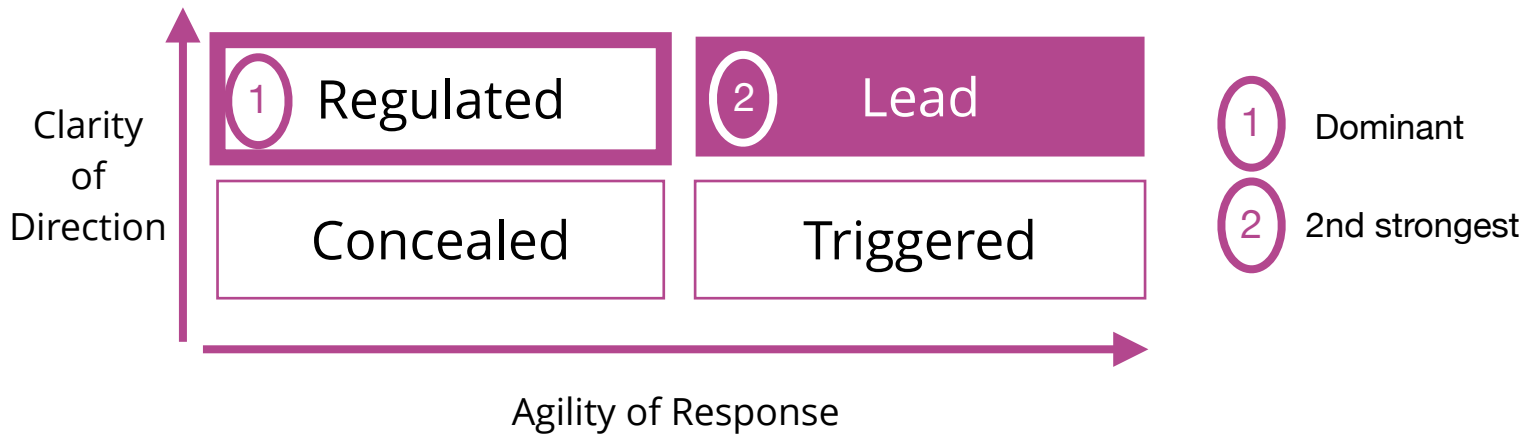 Clarity
of
Direction
1 Regulated
2 Lead
Concealed
Triggered
Agility of Response
1 Dominant
2 2nd strongest